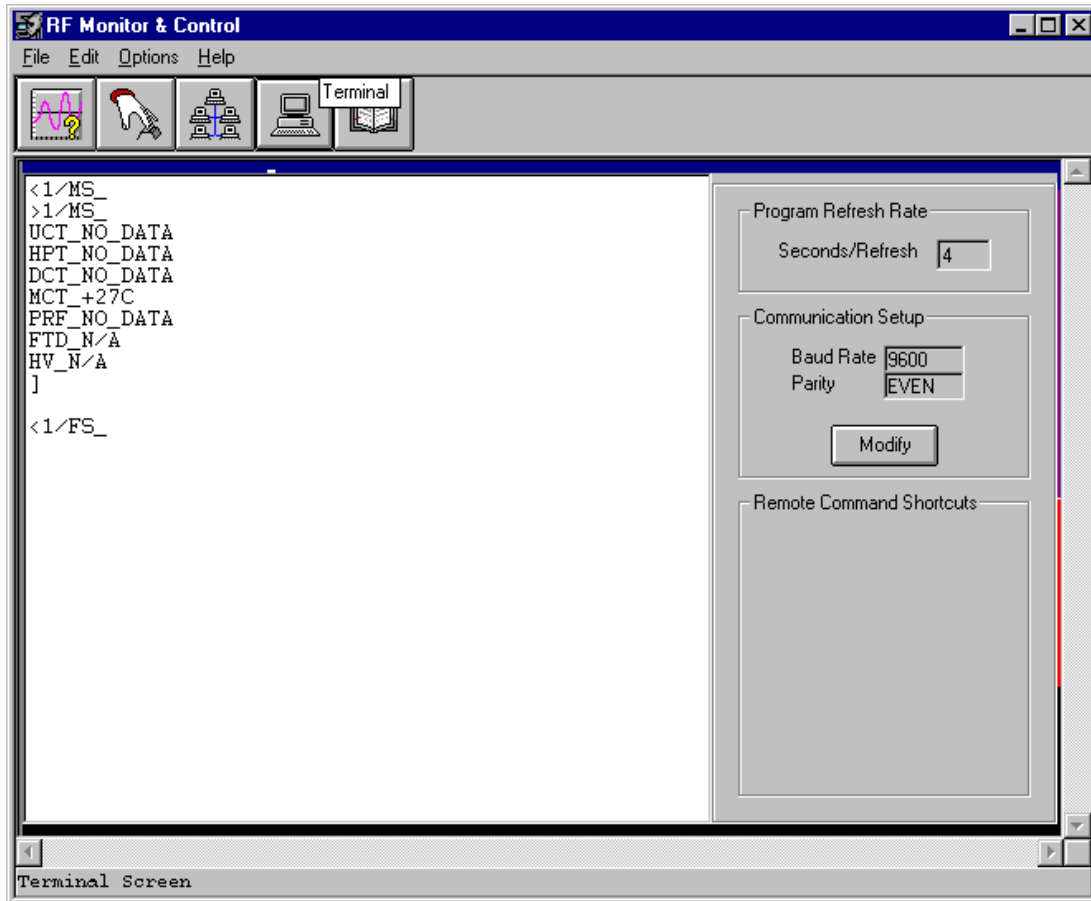 RF Monitor & Control
File Edit Options Help
Terminal
<1/MS_
>1/MS_
UCT_NO_DATA
HPT_NO_DATA
DCT_NO_DATA
MCT_+27C
PRF_NO_DATA
FTD_N/A
HV_N/A
]
<1/FS_
Program Refresh Rate
Seconds/Refresh 4
Communication Setup
Baud Rate 9600
Parity EVEN
Modify
Remote Command Shortcuts
Terminal Screen